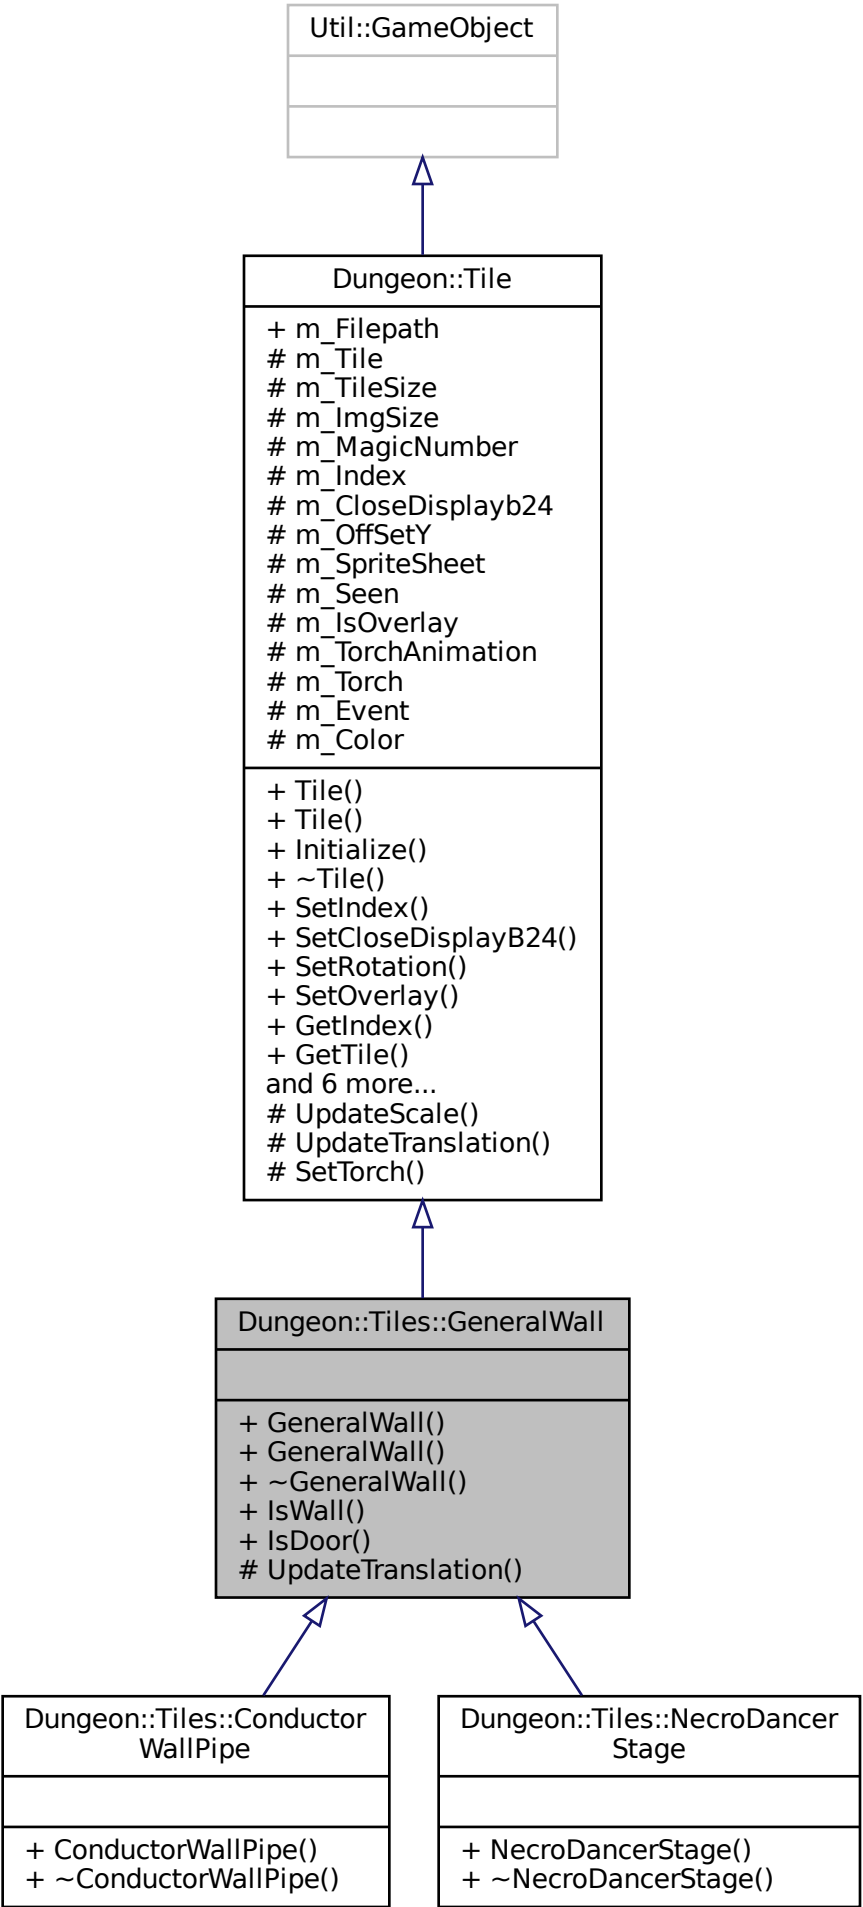 Util::GameObject
Dungeon::Tile
+ m_Filepath
# m_Tile
# m_TileSize
# m_ImgSize
# m_MagicNumber
# m_Index
# m_CloseDisplayb24
# m_OffSetY
# m_SpriteSheet
# m_Seen
# m_IsOverlay
# m_TorchAnimation
# m_Torch
# m_Event
# m_Color
+ Tile()
+ Tile()
+ Initialize()
+ ~Tile()
+ SetIndex()
+ SetCloseDisplayB24()
+ SetRotation()
+ SetOverlay()
+ GetIndex()
+ GetTile()
and 6 more...
# UpdateScale()
# UpdateTranslation()
# SetTorch()
Dungeon::Tiles::GeneralWall
+ GeneralWall()
+ GeneralWall()
+ ~GeneralWall()
+ IsWall()
+ IsDoor()
# UpdateTranslation()
Dungeon::Tiles::Conductor
WallPipe
+ ConductorWallPipe()
+ ~ConductorWallPipe()
Dungeon::Tiles::NecroDancer
Stage
+ NecroDancerStage()
+ ~NecroDancerStage()